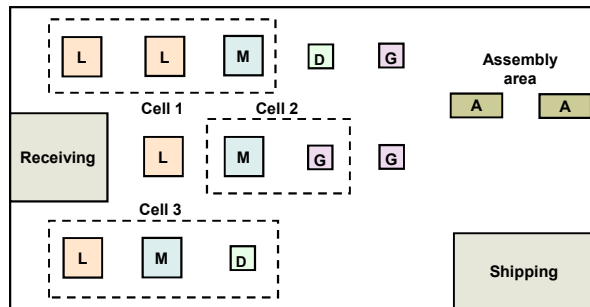 L L M D G
Assembly
area
A A
Cell 1 Cell 2
Receiving
L M G G
Cell 3
L M D
Shipping